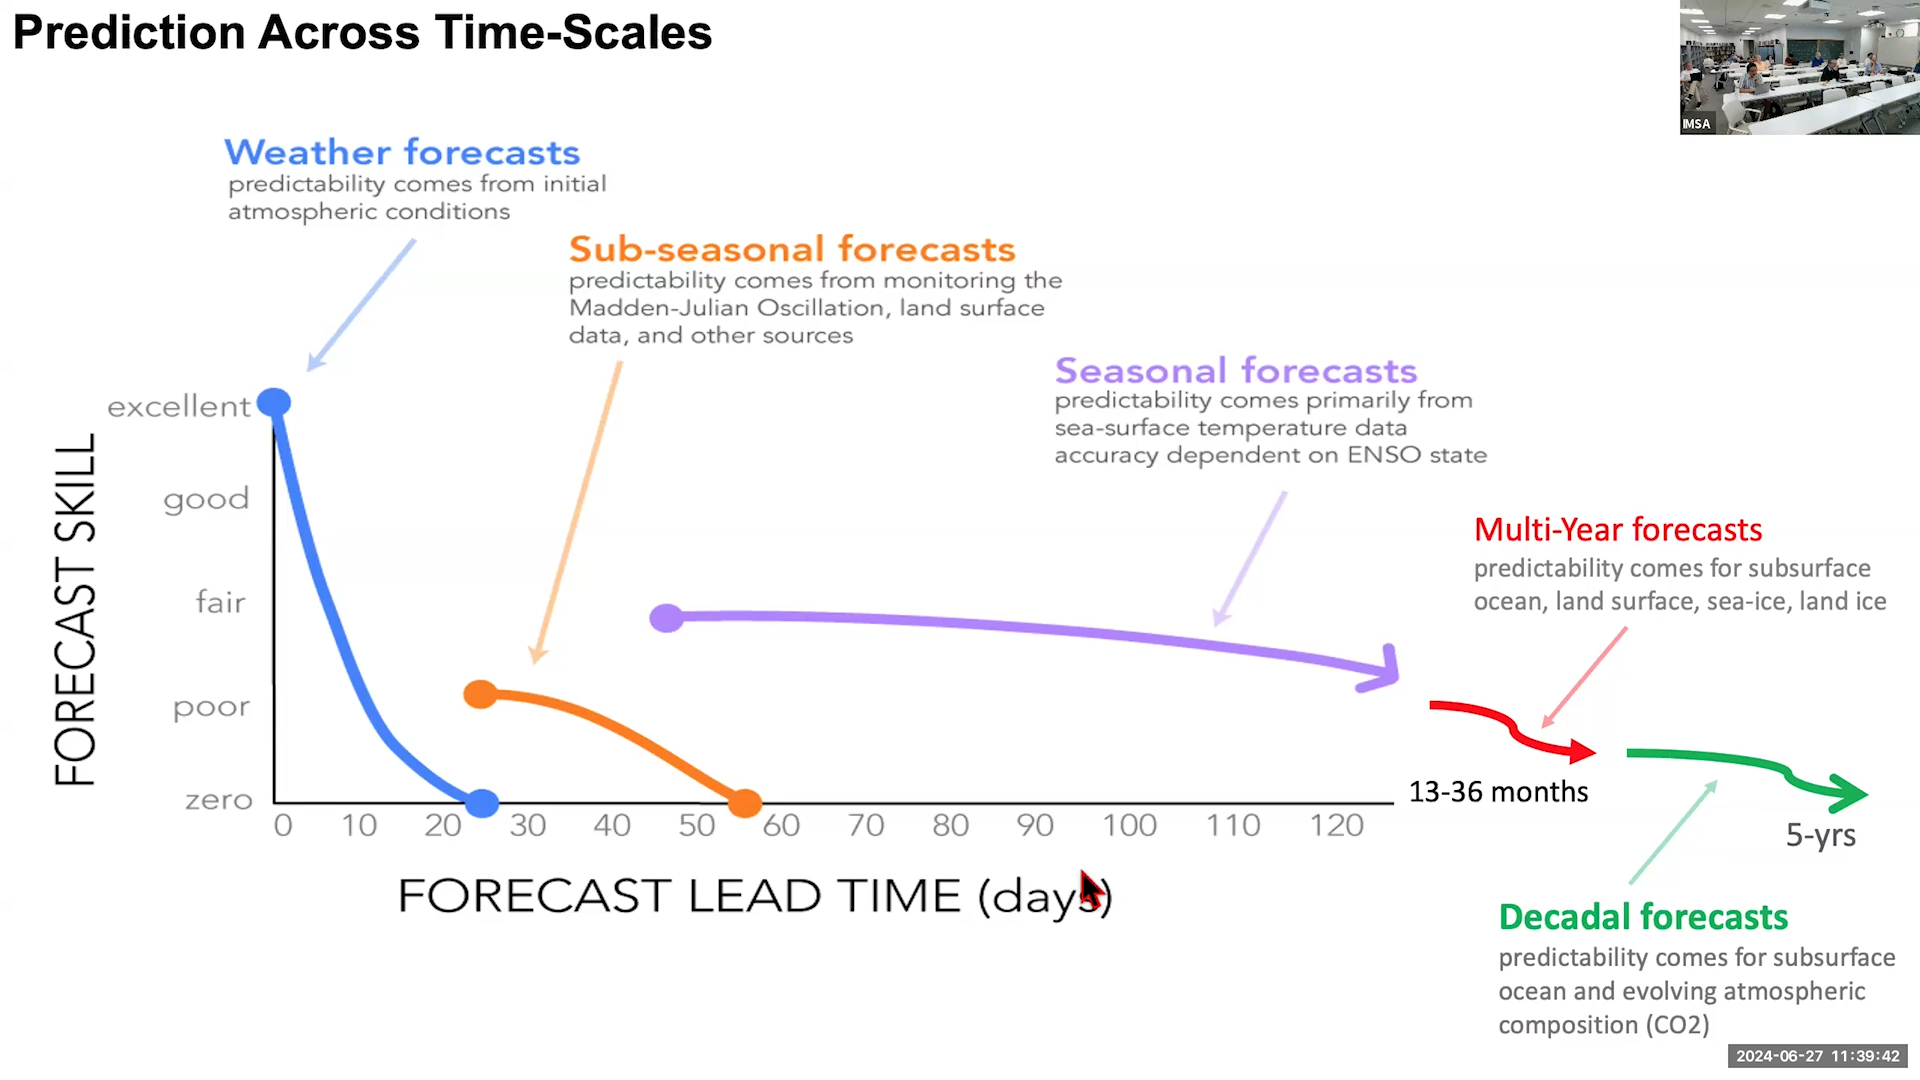 Prediction Across Time-Scales
IMSA
Weather forecasts
predictability comes from initial
atmospheric conditions
Sub-seasonal forecasts
predictability comes from monitoring the
Madden-Julian Oscillation, land surface
data, and other sources
Seasonal forecasts
predictability comes primarily from
sea-surface temperature data
accuracy dependent on ENSO state
Multi-Year forecasts
predictability comes for subsurface
ocean, land surface, sea-ice, land ice
FORECAST SKILL
excellent
good
fair
poor
zero
0 10 20 30 40 50 60 70 80 90 100 110 120
13-36 months
5-yrs
FORECAST LEAD TIME (days)
Decadal forecasts
predictability comes for subsurface
ocean and evolving atmospheric
composition (CO2)
2024-06-27 11:39:42